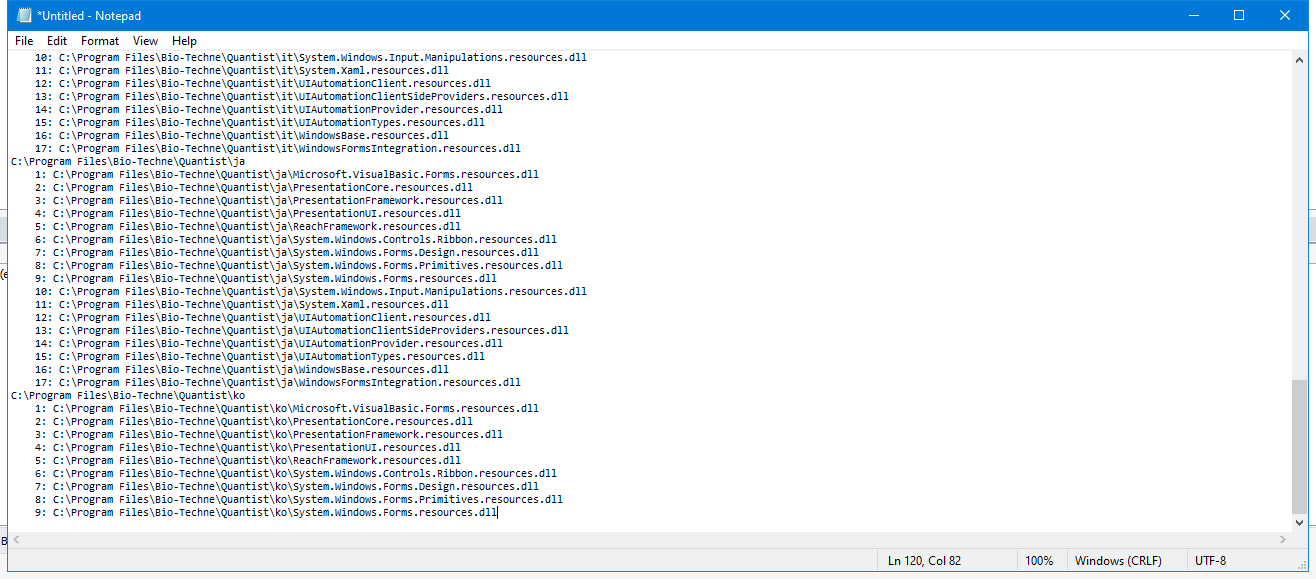 *Untitled - Notepad
File Edit Format View Help
10: C:\Program Files\Bio-Techne\Quantist\it\System.Windows.Input.Manipulations.resources.dll
11: C:\Program Files\Bio-Techne\Quantist\it\System.Xaml.resources.dll
12: C:\Program Files\Bio-Techne\Quantist\it\UIAutomationClient.resources.dll
13: C:\Program Files\Bio-Techne\Quantist\it\UIAutomationClientSideProviders.resources.dll
14: C:\Program Files\Bio-Techne\Quantist\it\UIAutomationProvider.resources.dll
15: C:\Program Files\Bio-Techne\Quantist\it\UIAutomationTypes.resources.dll
16: C:\Program Files\Bio-Techne\Quantist\it\WindowsBase.resources.dll
17: C:\Program Files\Bio-Techne\Quantist\it\WindowsFormsIntegration.resources.dll
C:\Program Files\Bio-Techne\Quantist\ja
1: C:\Program Files\Bio-Techne\Quantist\ja\Microsoft.VisualBasic.Forms.resources.dll
2: C:\Program Files\Bio-Techne\Quantist\ja\PresentationCore.resources.dll
3: C:\Program Files\Bio-Techne\Quantist\ja\PresentationFramework.resources.dll
4: C:\Program Files\Bio-Techne\Quantist\ja\PresentationUI.resources.dll
5: C:\Program Files\Bio-Techne\Quantist\ja\ReachFramework.resources.dll
6: C:\Program Files\Bio-Techne\Quantist\ja\System.Windows.Controls.Ribbon.resources.dll
7: C:\Program Files\Bio-Techne\Quantist\ja\System.Windows.Forms.Design.resources.dll
8: C:\Program Files\Bio-Techne\Quantist\ja\System.Windows.Forms.Primitives.resources.dll
9: C:\Program Files\Bio-Techne\Quantist\ja\System.Windows.Forms.resources.dll
10: C:\Program Files\Bio-Techne\Quantist\ja\System.Windows.Input.Manipulations.resources.dll
11: C:\Program Files\Bio-Techne\Quantist\ja\System.Xaml.resources.dll
12: C:\Program Files\Bio-Techne\Quantist\ja\UIAutomationClient.resources.dll
13: C:\Program Files\Bio-Techne\Quantist\ja\UIAutomationClientSideProviders.resources.dll
14: C:\Program Files\Bio-Techne\Quantist\ja\UIAutomationProvider.resources.dll
15: C:\Program Files\Bio-Techne\Quantist\ja\UIAutomationTypes.resources.dll
16: C:\Program Files\Bio-Techne\Quantist\ja\WindowsBase.resources.dll
17: C:\Program Files\Bio-Techne\Quantist\ja\WindowsFormsIntegration.resources.dll
C:\Program Files\Bio-Techne\Quantist\ko
1: C:\Program Files\Bio-Techne\Quantist\ko\Microsoft.VisualBasic.Forms.resources.dll
2: C:\Program Files\Bio-Techne\Quantist\ko\PresentationCore.resources.dll
3: C:\Program Files\Bio-Techne\Quantist\ko\PresentationFramework.resources.dll
4: C:\Program Files\Bio-Techne\Quantist\ko\PresentationUI.resources.dll
5: C:\Program Files\Bio-Techne\Quantist\ko\ReachFramework.resources.dll
6: C:\Program Files\Bio-Techne\Quantist\ko\System.Windows.Controls.Ribbon.resources.dll
7: C:\Program Files\Bio-Techne\Quantist\ko\System.Windows.Forms.Design.resources.dll
8: C:\Program Files\Bio-Techne\Quantist\ko\System.Windows.Forms.Primitives.resources.dll
9: C:\Program Files\Bio-Techne\Quantist\ko\System.Windows.Forms.resources.dll
Ln 120, Col 82 100% Windows (CRLF) UTF-8